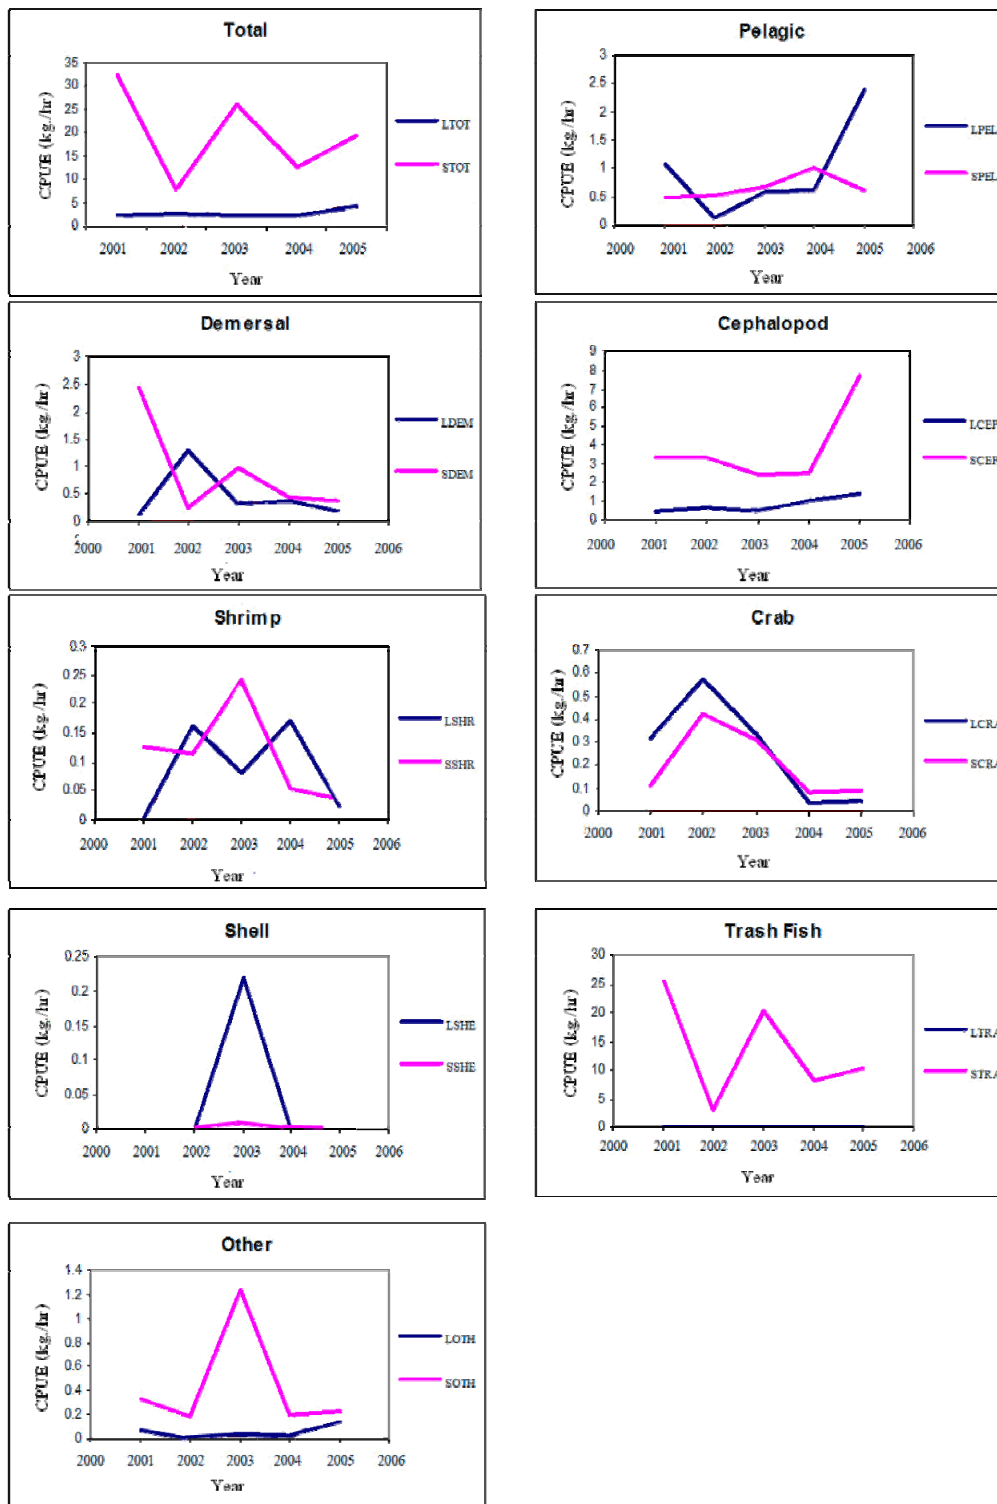 Total
35
30
25
20
15
10
5
0
CPUE (kg./hr)
2001 2002 2003 2004 2005
Year
LTOT
STOT
Pelagic
3
2.5
2
1.5
1
0.5
0
CPUE (kg./hr)
2000 2001 2002 2003 2004 2005 2006
Year
LPEL
SPEL
Demersal
3
2.5
2
1.5
1
0.5
0
CPUE (kg./hr)
2000 2001 2002 2003 2004 2005 2006
Year
LDEM
SDEM
Cephalopod
9
8
7
6
5
4
3
2
1
0
CPUE (kg./hr)
2000 2001 2002 2003 2004 2005 2006
Year
LCEP
SCEP
Shrimp
0.3
0.25
0.2
0.15
0.1
0.05
0
CPUE (kg./hr)
2000 2001 2002 2003 2004 2005 2006
Year
LSHR
SSHR
Crab
0.7
0.6
0.5
0.4
0.3
0.2
0.1
0
CPUE (kg./hr)
2000 2001 2002 2003 2004 2005 2006
Year
LCRA
SCRA
Shell
0.25
0.2
0.15
0.1
0.05
0
CPUE (kg./hr)
2000 2001 2002 2003 2004 2005 2006
Year
LSHE
SSHE
Trash Fish
30
25
20
15
10
5
0
CPUE (kg./hr)
2000 2001 2002 2003 2004 2005 2006
Year
LTRA
STRA
Other
1.4
1.2
1
0.8
0.6
0.4
0.2
0
CPUE (kg./hr)
2000 2001 2002 2003 2004 2005 2006
Year
LOTH
SOTH